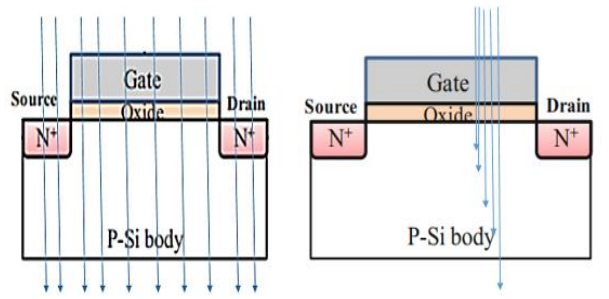 Gate
Source
Oxide
Drain
N+
N+
P-Si body
Gate
Source
Oxide
Drain
N+
N+
P-Si body